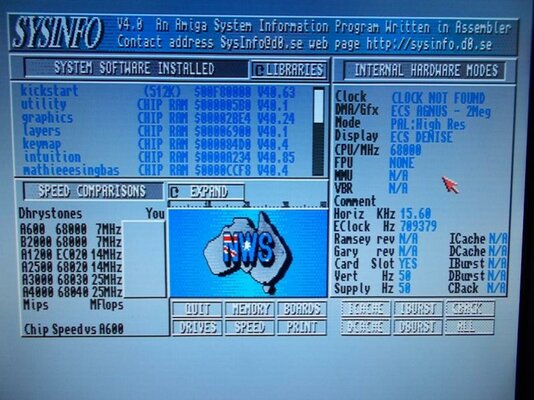 SYSINFO
V4.0 An Amiga System Information Program Written in Assembler
Contact address SysInfo@d0.se web page http://sysinfo.d0.se
SYSTEM SOFTWARE INSTALLED
LIBRARIES
kickstart (512K) $00F80000 V40.63
utility CHIP RAM $000005D0 V40.1
graphics CHIP RAM $00002BE4 V40.24
layers CHIP RAM $00006900 V40.1
keymap CHIP RAM $000084D0 V40.4
intuition CHIP RAM $0000A234 V40.85
mathieeesingbas CHIP RAM $0000CCF8 V40.4
INTERNAL HARDWARE MODES
Clock CLOCK NOT FOUND
DMA/Gfx ECS AGNUS - 2Meg
Mode PAL:High Res
Display ECS DENISE
CPU/MHz 68000
FPU NONE
MMU N/A
VBR N/A
Comment
Horiz KHz 15.60
EClock Hz 709379
Ramsey rev N/A ICache N/A
Gary rev N/A DCache N/A
Card Slot YES IBurst N/A
Vert Hz 50 DBurst N/A
Supply Hz 50 CBack N/A
SPEED COMPARISONS
EXPAND
Dhrystones You
A600 68000 7MHz
B2000 68000 7MHz
A1200 EC020 14MHz
A2500 68020 14MHz
A3000 68030 25MHz
A4000 68040 25MHz
Mips MFlops
Chip Speed vs A600
10 20 30 40
NWS
QUIT MEMORY BOARDS
DRIVES SPEED PRINT
ICACHE IBURST CBACK
DCACHE DBURST ALL